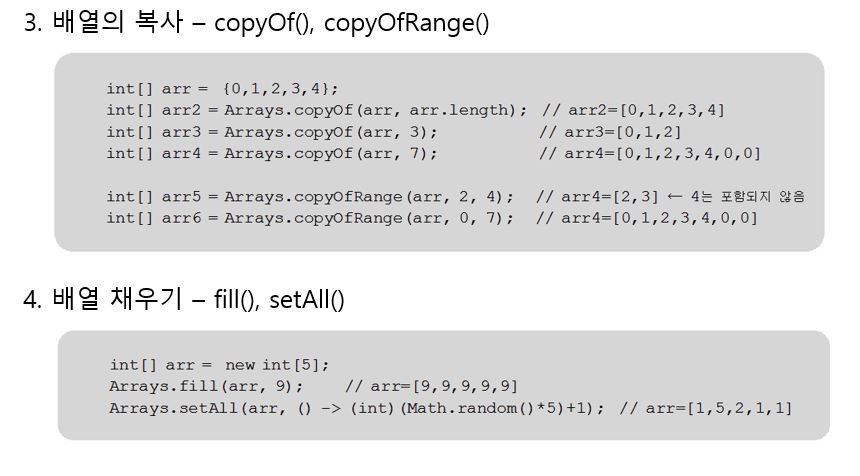 3. 배열의 복사 – copyOf(), copyOfRange()
int[] arr = {0,1,2,3,4};
int[] arr2 = Arrays.copyOf(arr, arr.length); // arr2=[0,1,2,3,4]
int[] arr3 = Arrays.copyOf(arr, 3); // arr3=[0,1,2]
int[] arr4 = Arrays.copyOf(arr, 7); // arr4=[0,1,2,3,4,0,0]
int[] arr5 = Arrays.copyOfRange(arr, 2, 4); // arr4=[2,3] ← 4는 포함되지 않음
int[] arr6 = Arrays.copyOfRange(arr, 0, 7); // arr4=[0,1,2,3,4,0,0]
4. 배열 채우기 – fill(), setAll()
int[] arr = new int[5];
Arrays.fill(arr, 9); // arr=[9,9,9,9,9]
Arrays.setAll(arr, () -> (int)(Math.random()*5)+1); // arr=[1,5,2,1,1]